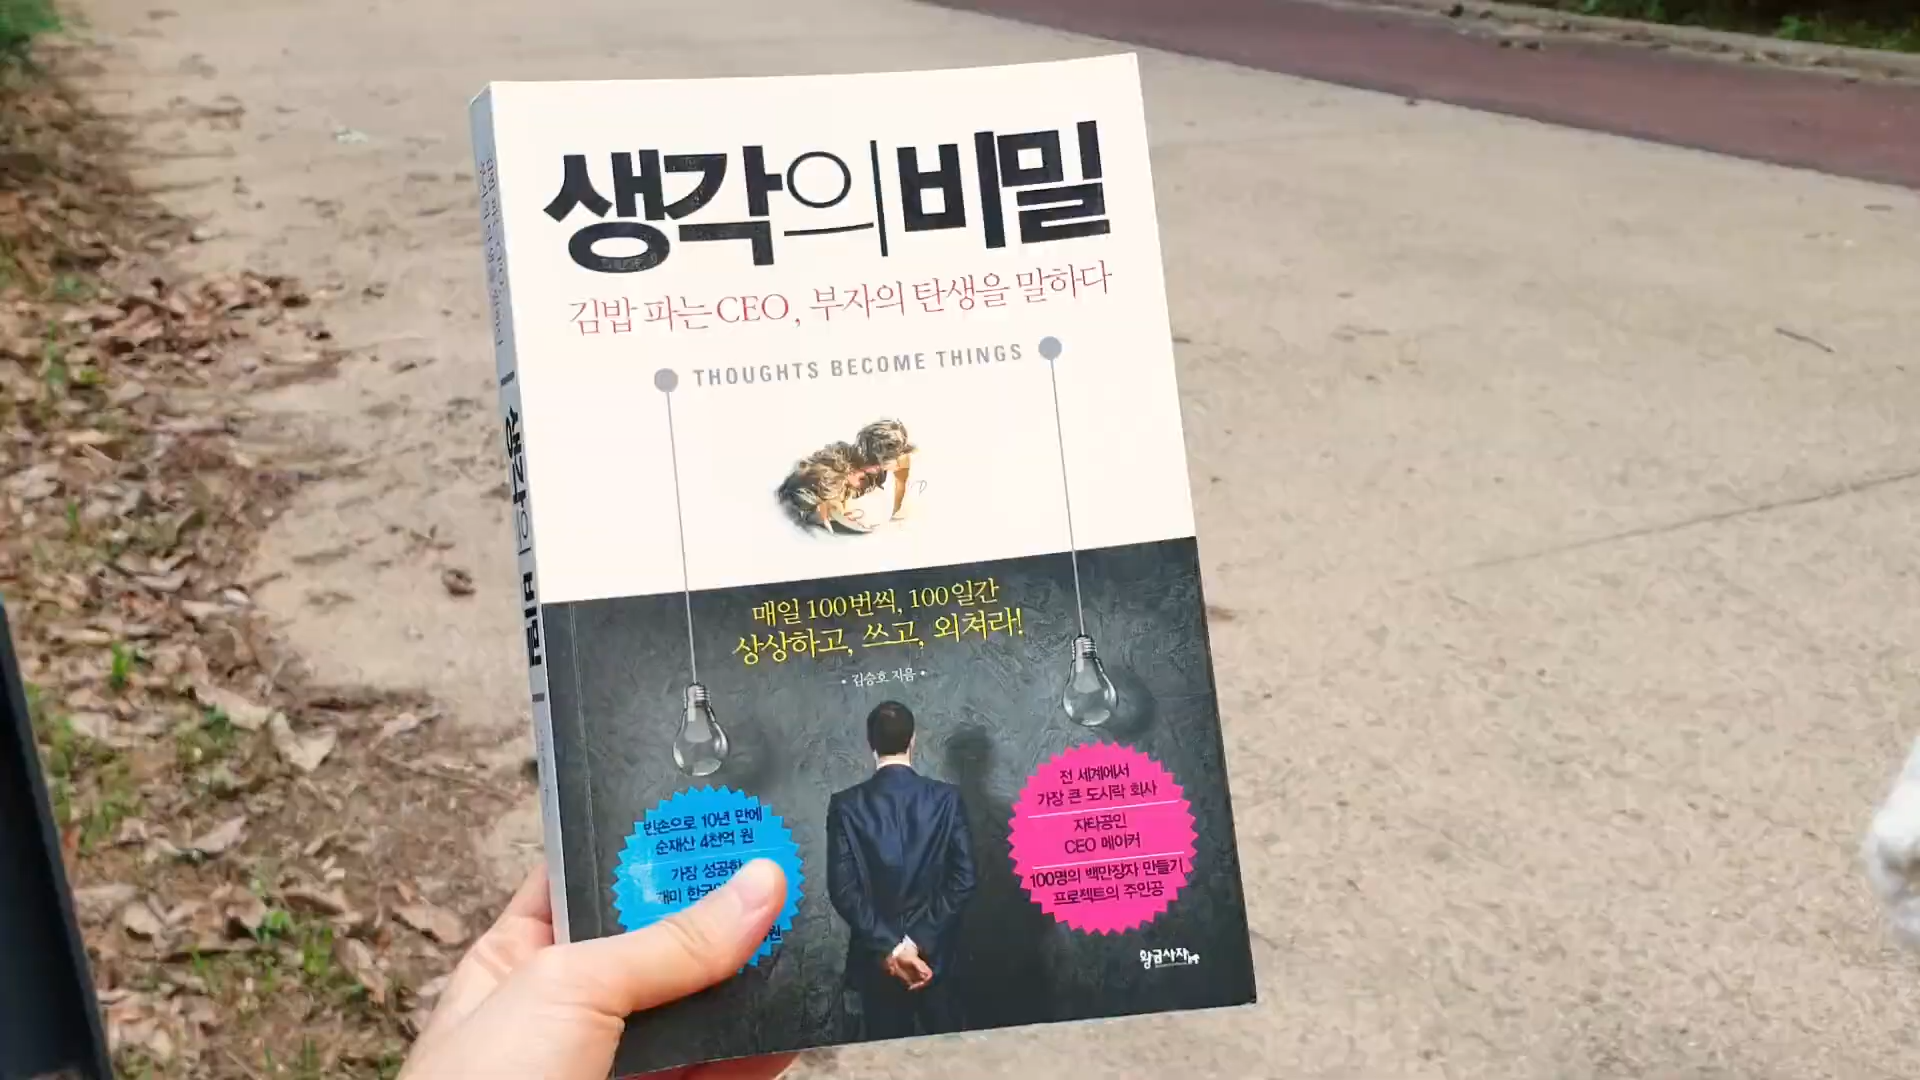 생각의 비밀
김밥 파는 CEO, 부자의 탄생을 말하다
THOUGHTS BECOME THINGS
매일 100번씩, 100일간
상상하고, 쓰고, 외쳐라!
• 김승호 지음 •
빈손으로 10년 만에
순재산 4천억 원
가장 성공한
재미
전 세계에서
가장 큰 도시락 회사
자타공인
CEO 메이커
100명의 백만장자 만들기
프로젝트의 주인공
황금사자
생각의 비밀